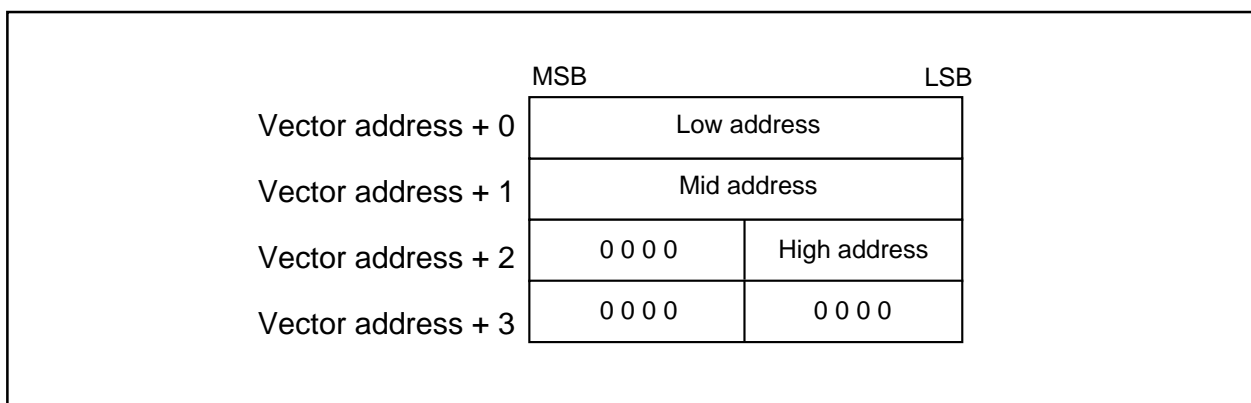 MSB LSB
Vector address + 0 Low address
Vector address + 1 Mid address
Vector address + 2 0 0 0 0 High address
Vector address + 3 0 0 0 0 0 0 0 0